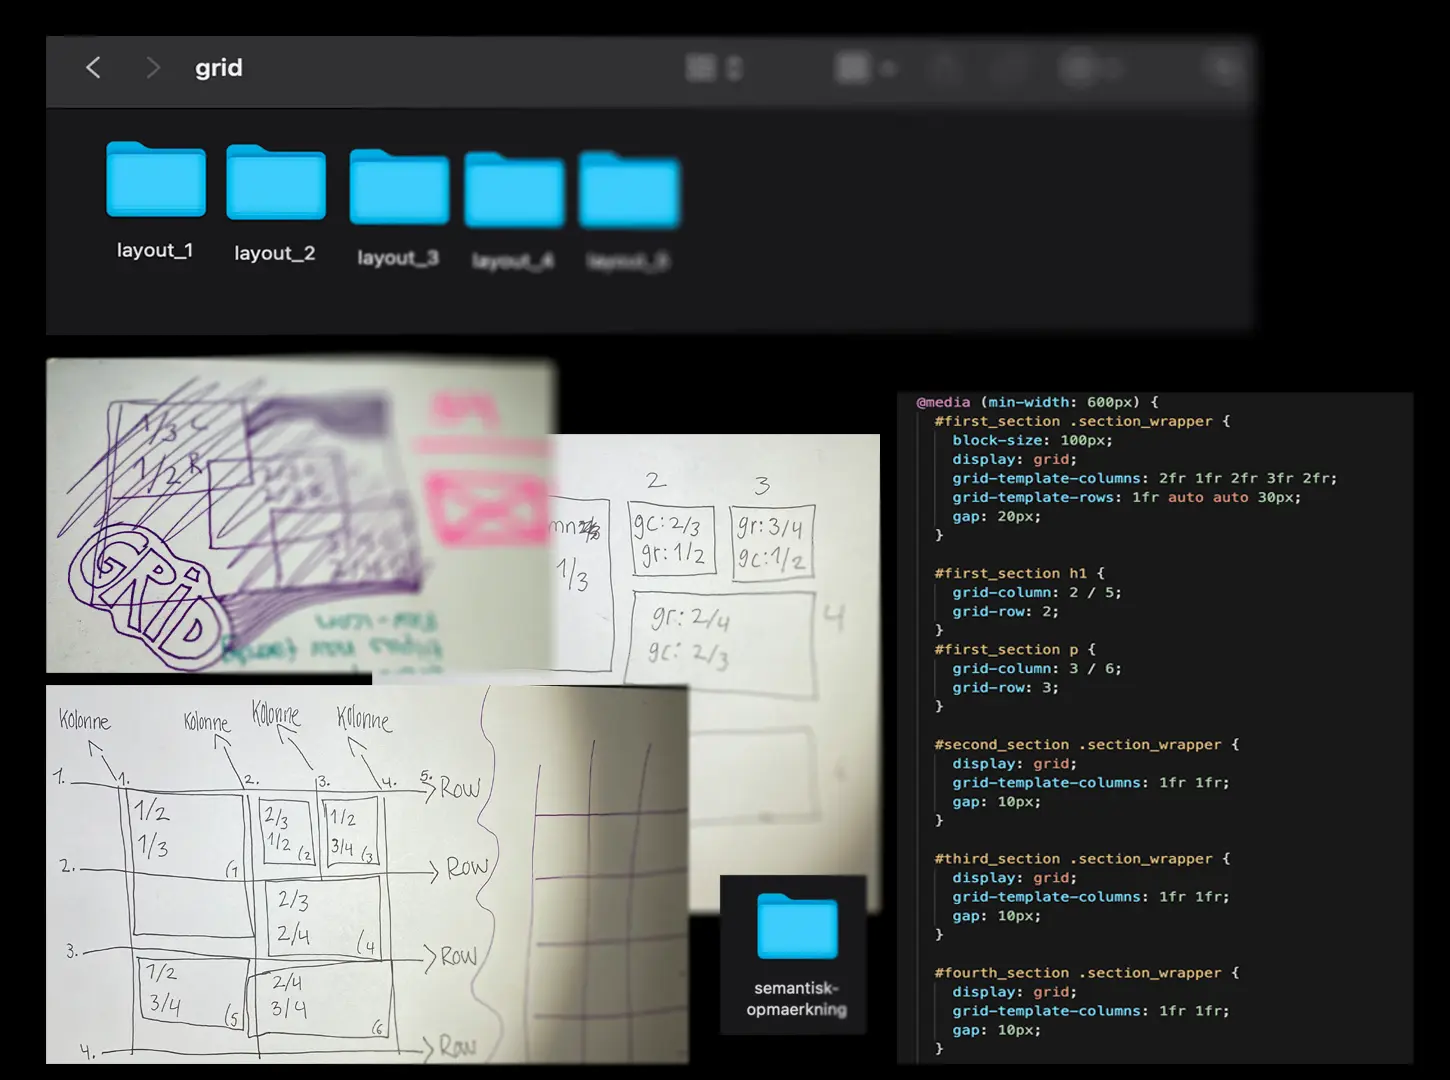 grid
layout_1
layout_2
layout_3
layout_4
1/3 C
1/2 R
GRID
2
3
1/3
gc:2/3
gr:1/2
gr:3/4
gc:1/2
gr:2/4
gc:2/3
4
Kolonne
Kolonne
Kolonne
Kolonne
1.
1.
2.
3.
4.
5.
Row
1/2
1/3
(1
2/3
1/2
(2
1/2
3/4
(3
2.
Row
2/3
2/4
(4
3.
Row
1/2
3/4
(5
2/4
3/4
(6
4.
Row
semantisk-
opmaerkning
@media (min-width: 600px) {
#first_section .section_wrapper {
block-size: 100px;
display: grid;
grid-template-columns: 2fr 1fr 2fr 3fr 2fr;
grid-template-rows: 1fr auto auto 30px;
gap: 20px;
}
#first_section h1 {
grid-column: 2 / 5;
grid-row: 2;
}
#first_section p {
grid-column: 3 / 6;
grid-row: 3;
}
#second_section .section_wrapper {
display: grid;
grid-template-columns: 1fr 1fr;
gap: 10px;
}
#third_section .section_wrapper {
display: grid;
grid-template-columns: 1fr 1fr;
gap: 10px;
}
#fourth_section .section_wrapper {
display: grid;
grid-template-columns: 1fr 1fr;
gap: 10px;
}